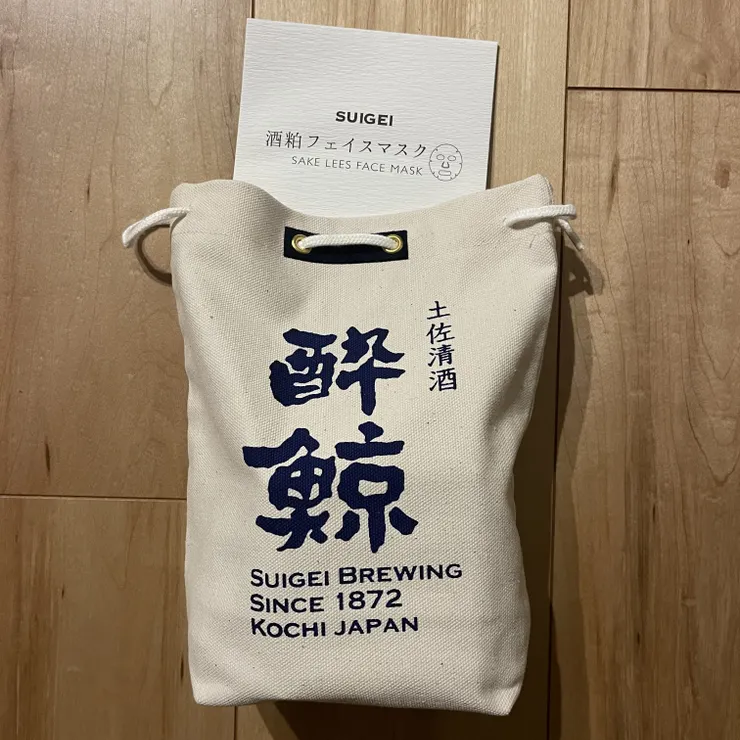 SUIGEI
酒粕フェイスマスク
SAKE LEES FACE MASK
土佐清酒
酔鯨
SUIGEI BREWING
SINCE 1872
KOCHI JAPAN